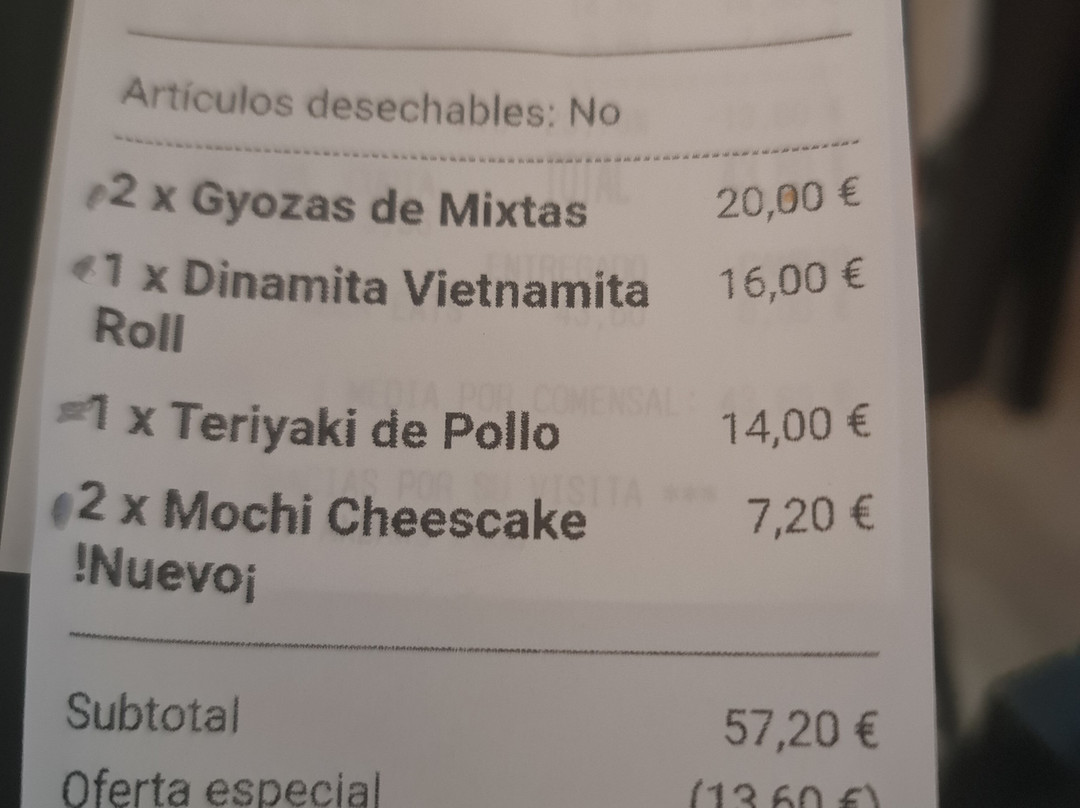 Artículos desechables: No
2 x Gyozas de Mixtas 20,00 €
1 x Dinamita Vietnamita 16,00 €
Roll
1 x Teriyaki de Pollo 14,00 €
2 x Mochi Cheescake 7,20 €
!Nuevo¡
Subtotal 57,20 €
Oferta especial (13,60 €)